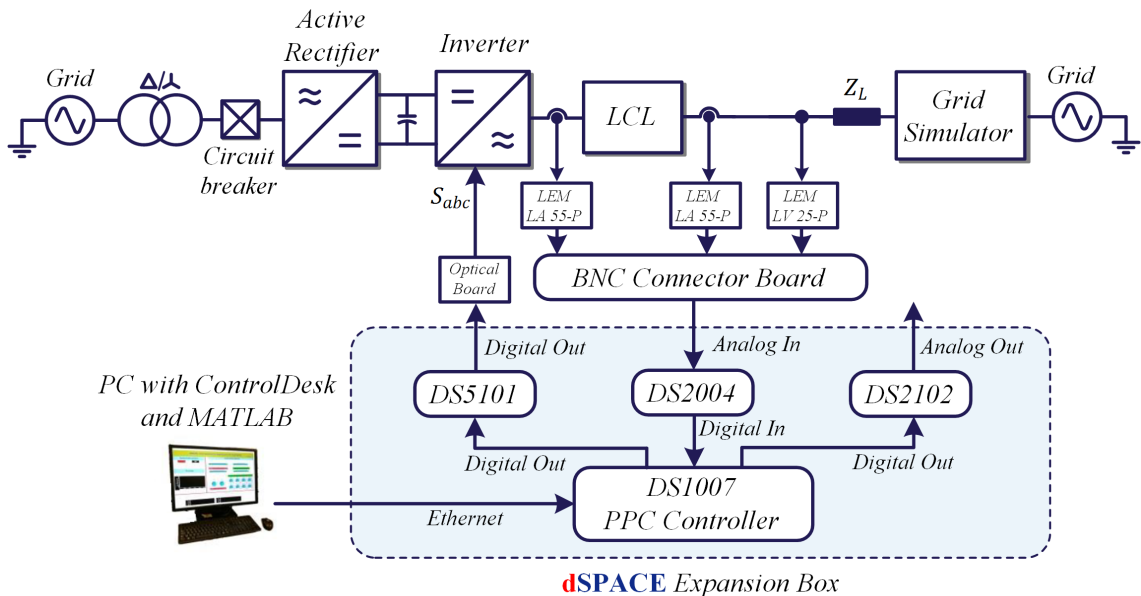 Active
Rectifier
Inverter
Grid
Δ/⅄
Circuit
breaker
LCL
Z_L
Grid
Simulator
Grid
S_abc
LEM
LA 55-P
LEM
LA 55-P
LEM
LV 25-P
Optical
Board
BNC Connector Board
Digital Out
Analog In
Analog Out
PC with ControlDesk
and MATLAB
DS5101
DS2004
DS2102
Digital In
Digital Out
Digital Out
DS1007
PPC Controller
Ethernet
dSPACE Expansion Box